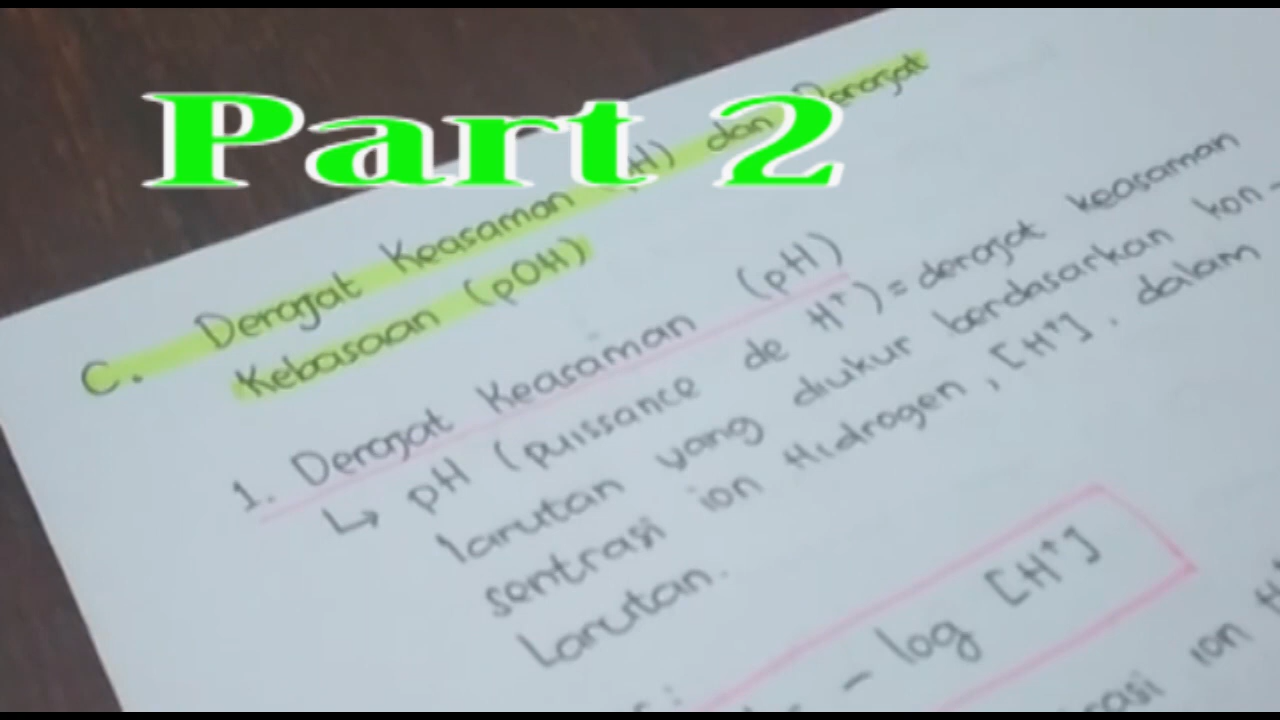 Part 2
C. Derajat Keasaman (pH) dan Derajat
Kebasaan (pOH)
1. Derajat Keasaman (pH)
↳ pH (puissance de H⁺) = derajat keasaman
larutan yang diukur berdasarkan kon-
sentrasi ion Hidrogen, [H⁺], dalam
Larutan.
- log [H⁺]
ion